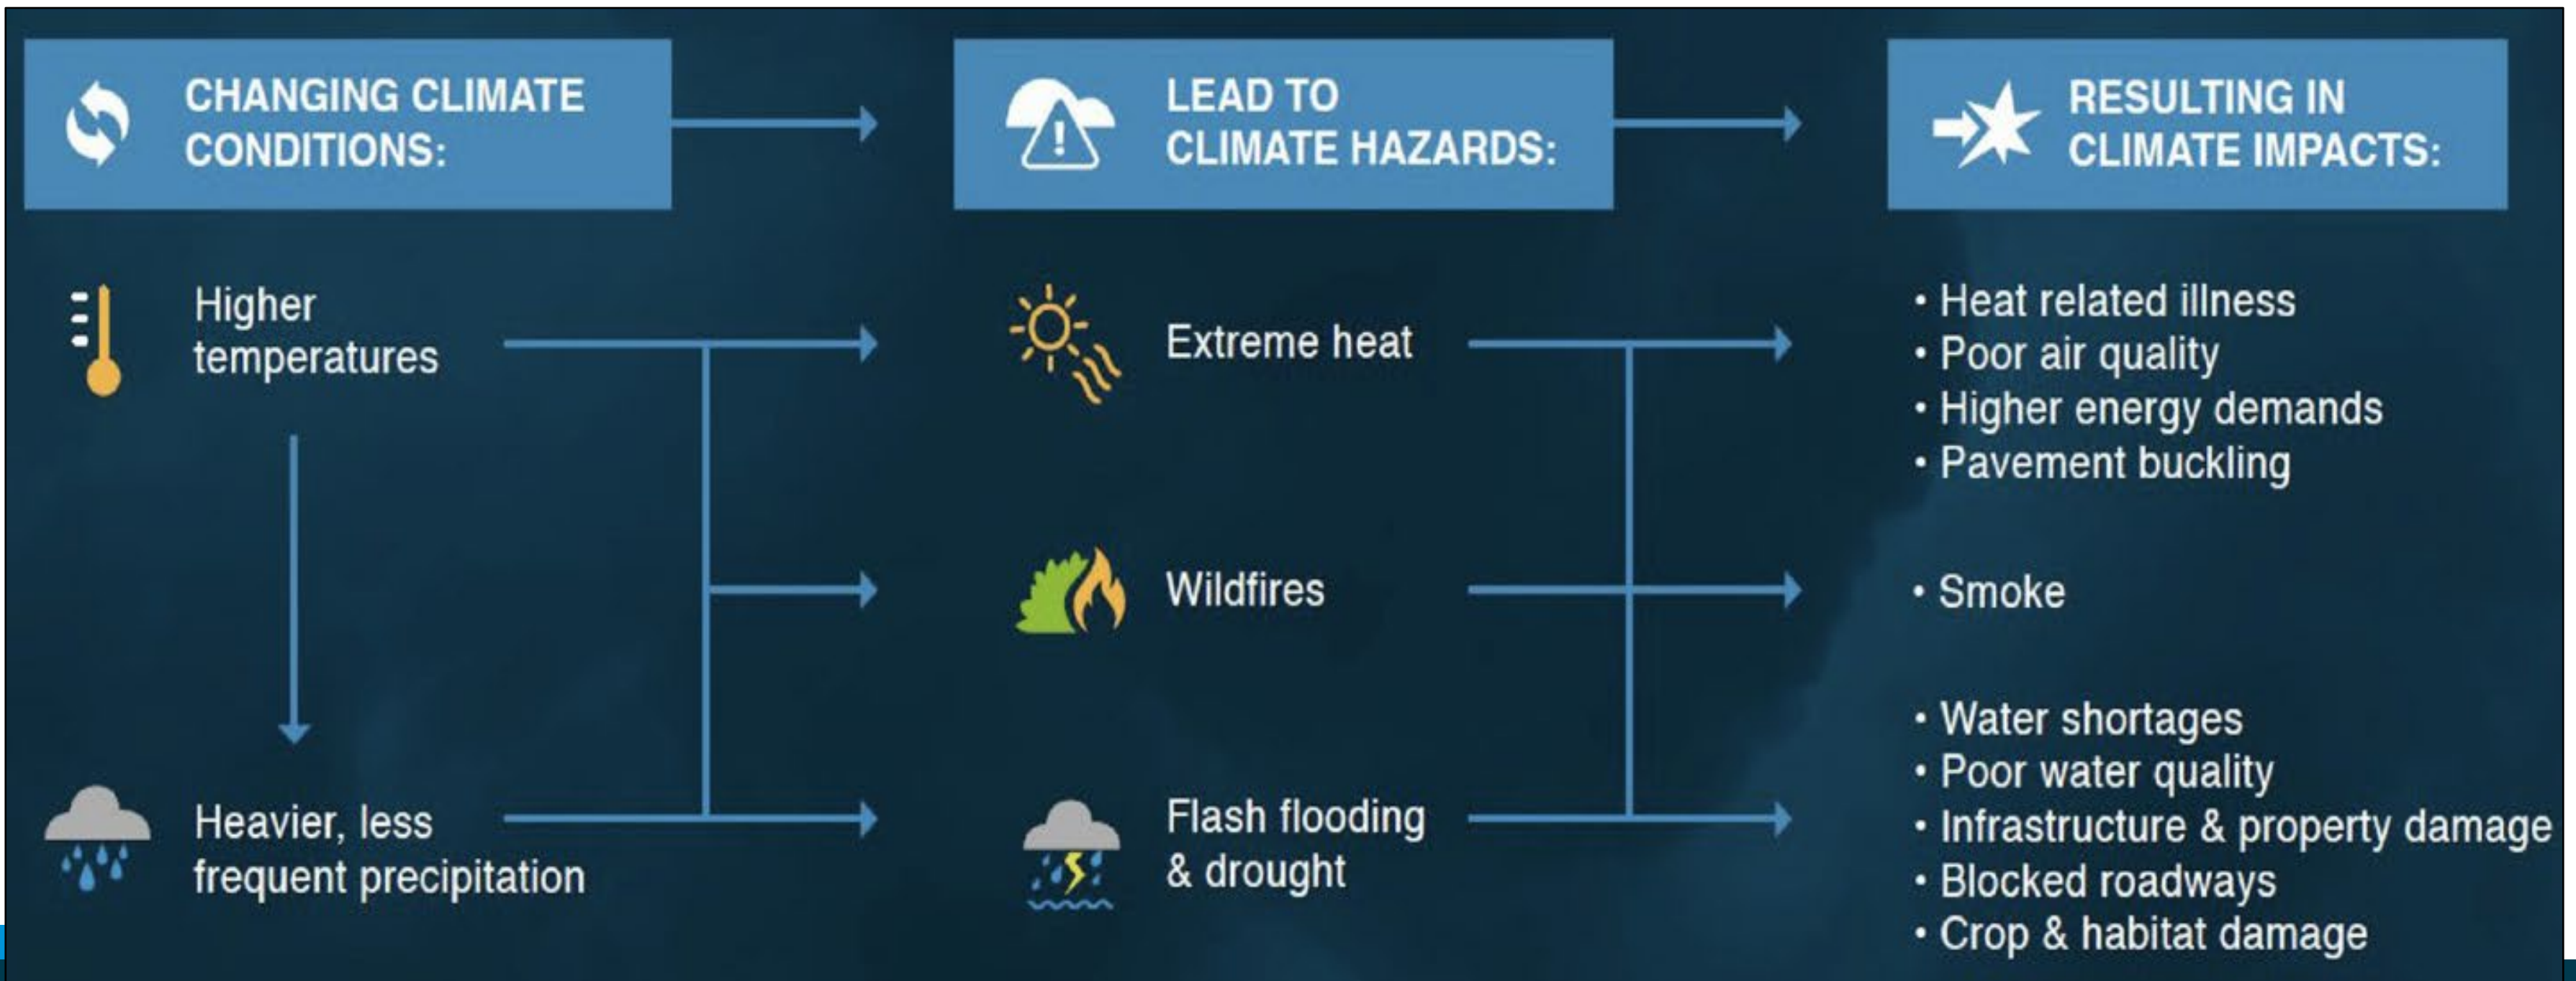 CHANGING CLIMATE
CONDITIONS:
LEAD TO
CLIMATE HAZARDS:
RESULTING IN
CLIMATE IMPACTS:
Higher
temperatures
Extreme heat
• Heat related illness
• Poor air quality
• Higher energy demands
• Pavement buckling
Wildfires
• Smoke
Heavier, less
frequent precipitation
Flash flooding
& drought
• Water shortages
• Poor water quality
• Infrastructure & property damage
• Blocked roadways
• Crop & habitat damage